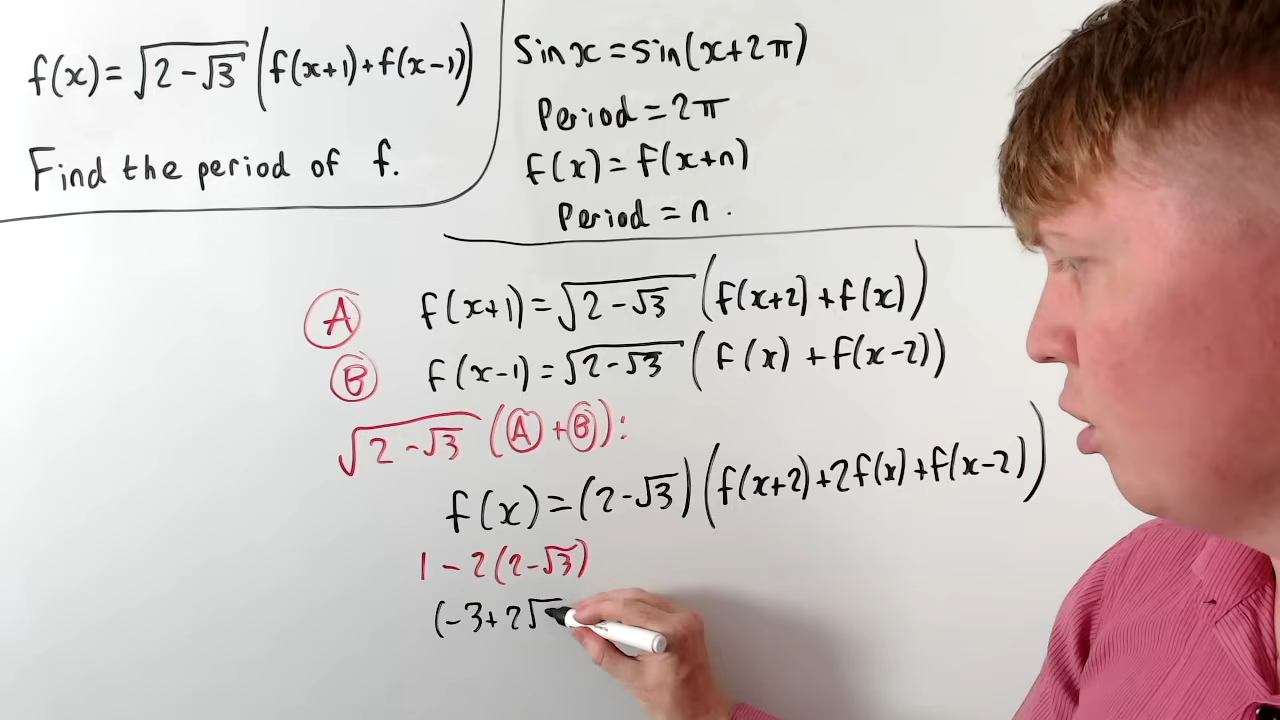 f(x) = √(2-√3) (f(x+1)+f(x-1))
Find the period of f.
Sin x = sin(x+2π)
Period = 2π
f(x) = f(x+n)
Period = n.
A f(x+1) = √(2-√3) (f(x+2)+f(x))
B f(x-1) = √(2-√3) (f(x) + f(x-2))
√(2-√3) (A+B):
f(x) = (2-√3) (f(x+2)+2f(x)+f(x-2))
1 - 2(2-√3)
(-3+2√